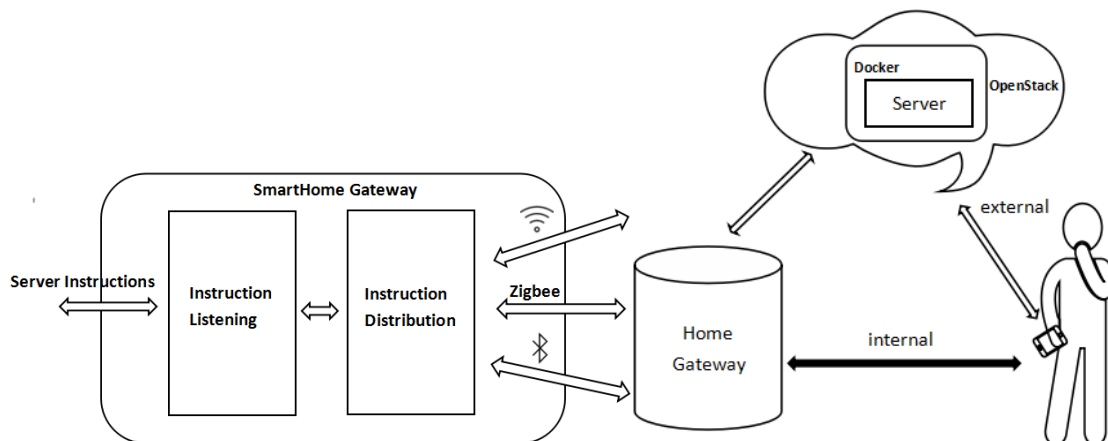 Docker
OpenStack
Server
SmartHome Gateway
external
Server Instructions
Instruction
Listening
Instruction
Distribution
Zigbee
Home
Gateway
internal